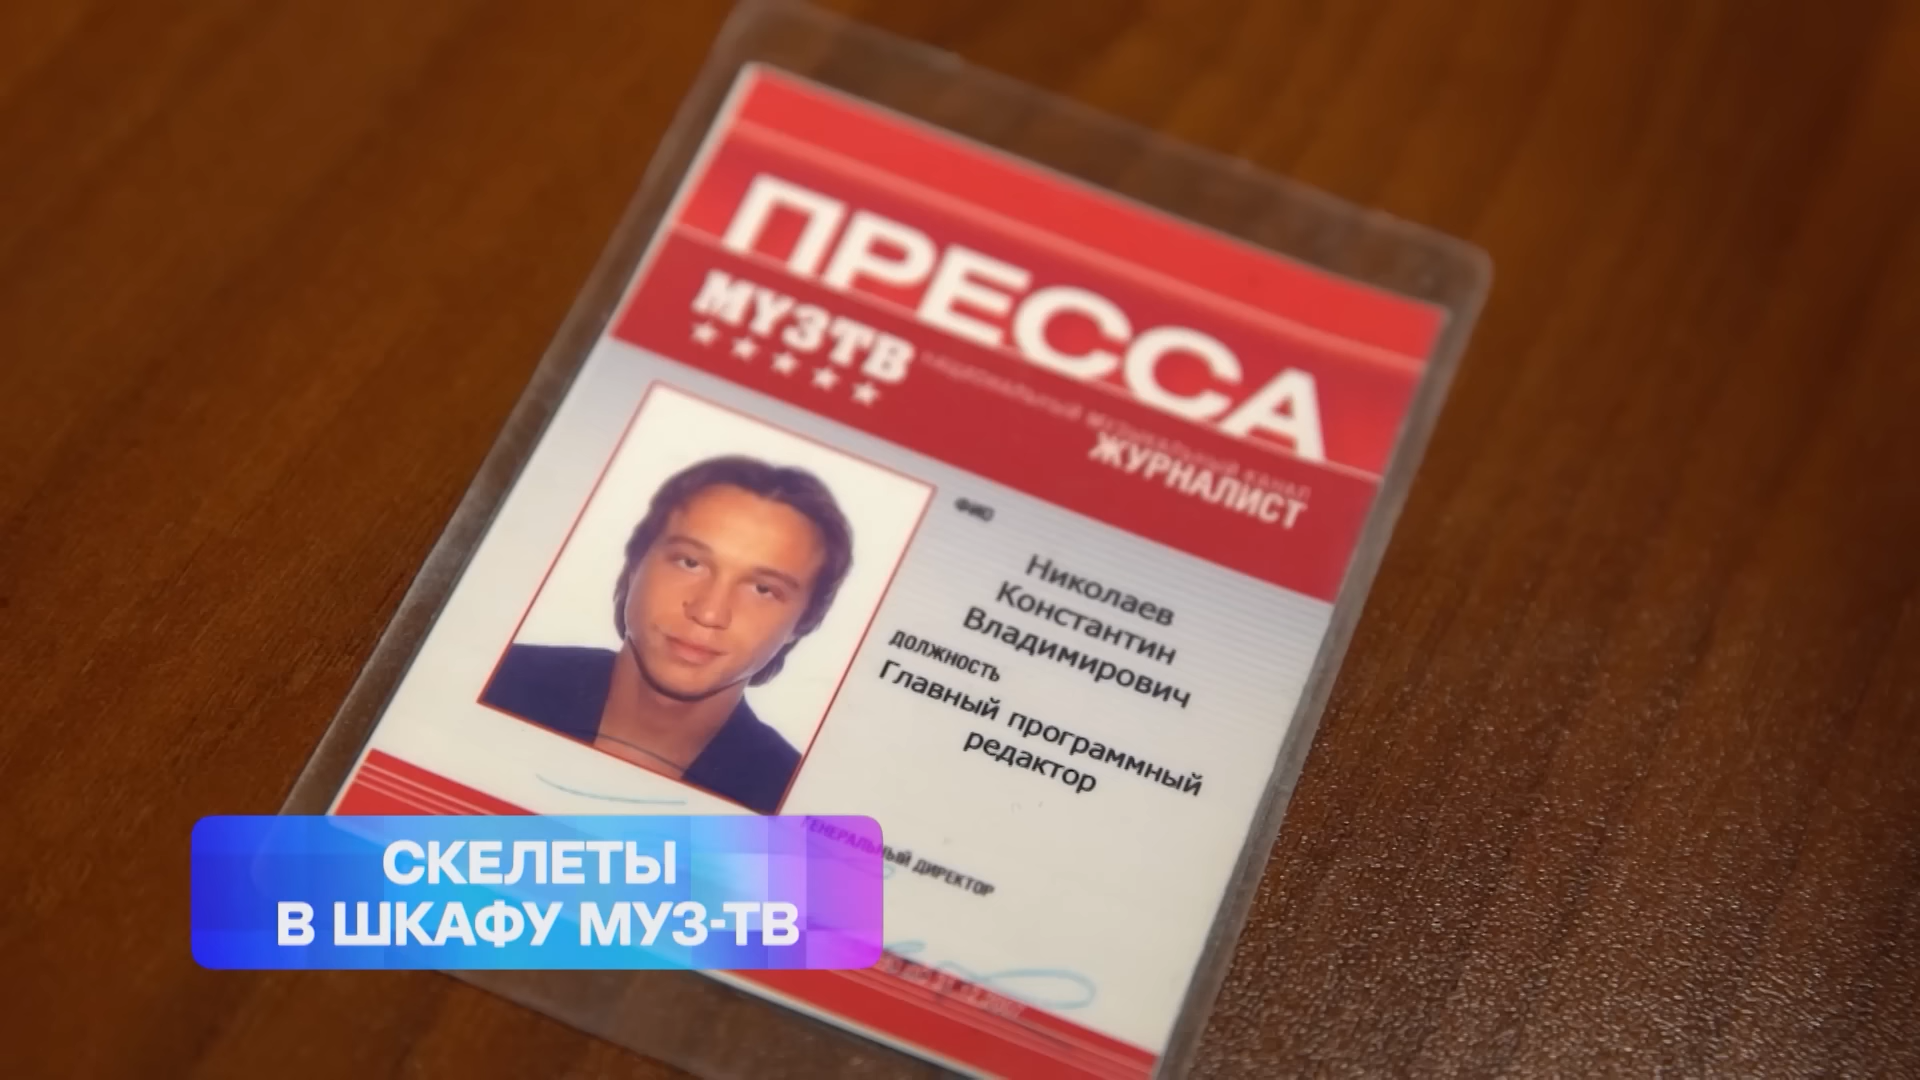 ПРЕССА
МУЗТВ
НАЦИОНАЛЬНЫЙ МУЗЫКАЛЬНЫЙ КАНАЛ
ЖУРНАЛИСТ
ФИО
Николаев
Константин
Владимирович
ДОЛЖНОСТЬ
Главный программный
редактор
ГЕНЕРАЛЬНЫЙ ДИРЕКТОР
СКЕЛЕТЫ
В ШКАФУ МУЗ-ТВ